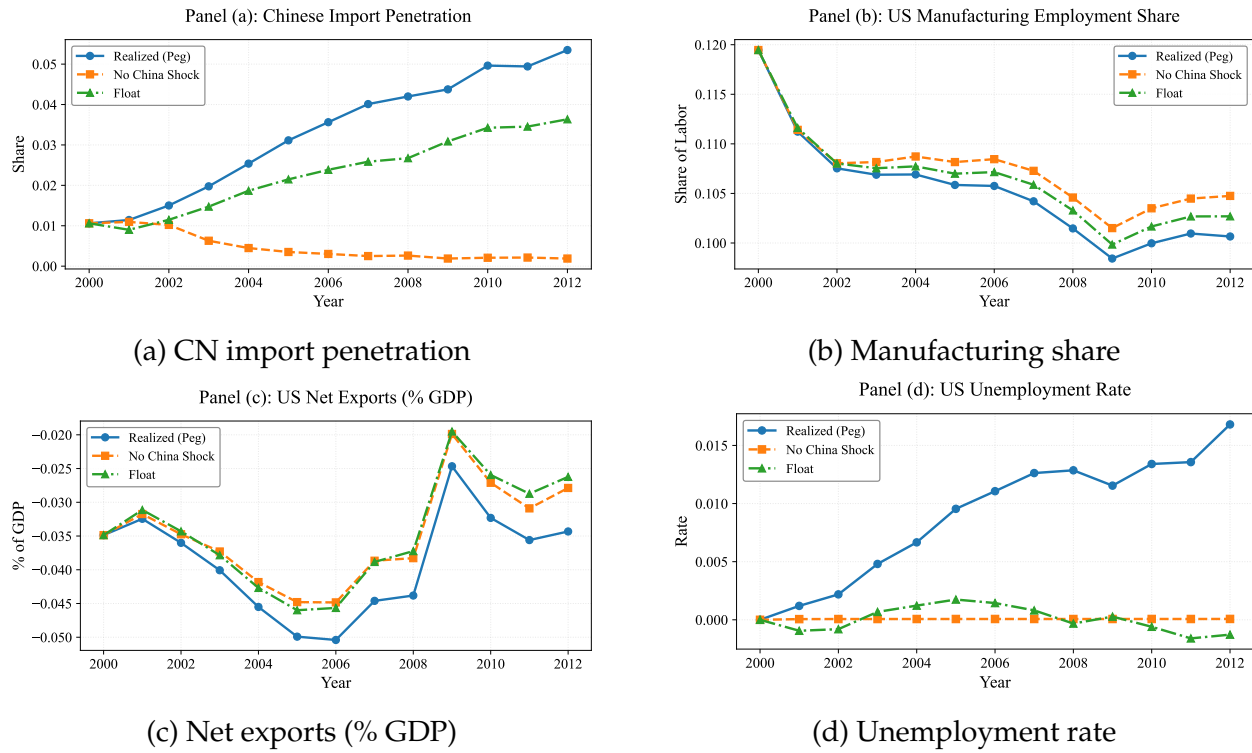 Panel (a): Chinese Import Penetration
Realized (Peg)
No China Shock
Float
Share
0.05
0.04
0.03
0.02
0.01
0.00
2000 2002 2004 2006 2008 2010 2012
Year
(a) CN import penetration
Panel (b): US Manufacturing Employment Share
Realized (Peg)
No China Shock
Float
Share of Labor
0.120
0.115
0.110
0.105
0.100
2000 2002 2004 2006 2008 2010 2012
Year
(b) Manufacturing share
Panel (c): US Net Exports (% GDP)
Realized (Peg)
No China Shock
Float
% of GDP
−0.020
−0.025
−0.030
−0.035
−0.040
−0.045
−0.050
2000 2002 2004 2006 2008 2010 2012
Year
(c) Net exports (% GDP)
Panel (d): US Unemployment Rate
Realized (Peg)
No China Shock
Float
Rate
0.015
0.010
0.005
0.000
2000 2002 2004 2006 2008 2010 2012
Year
(d) Unemployment rate